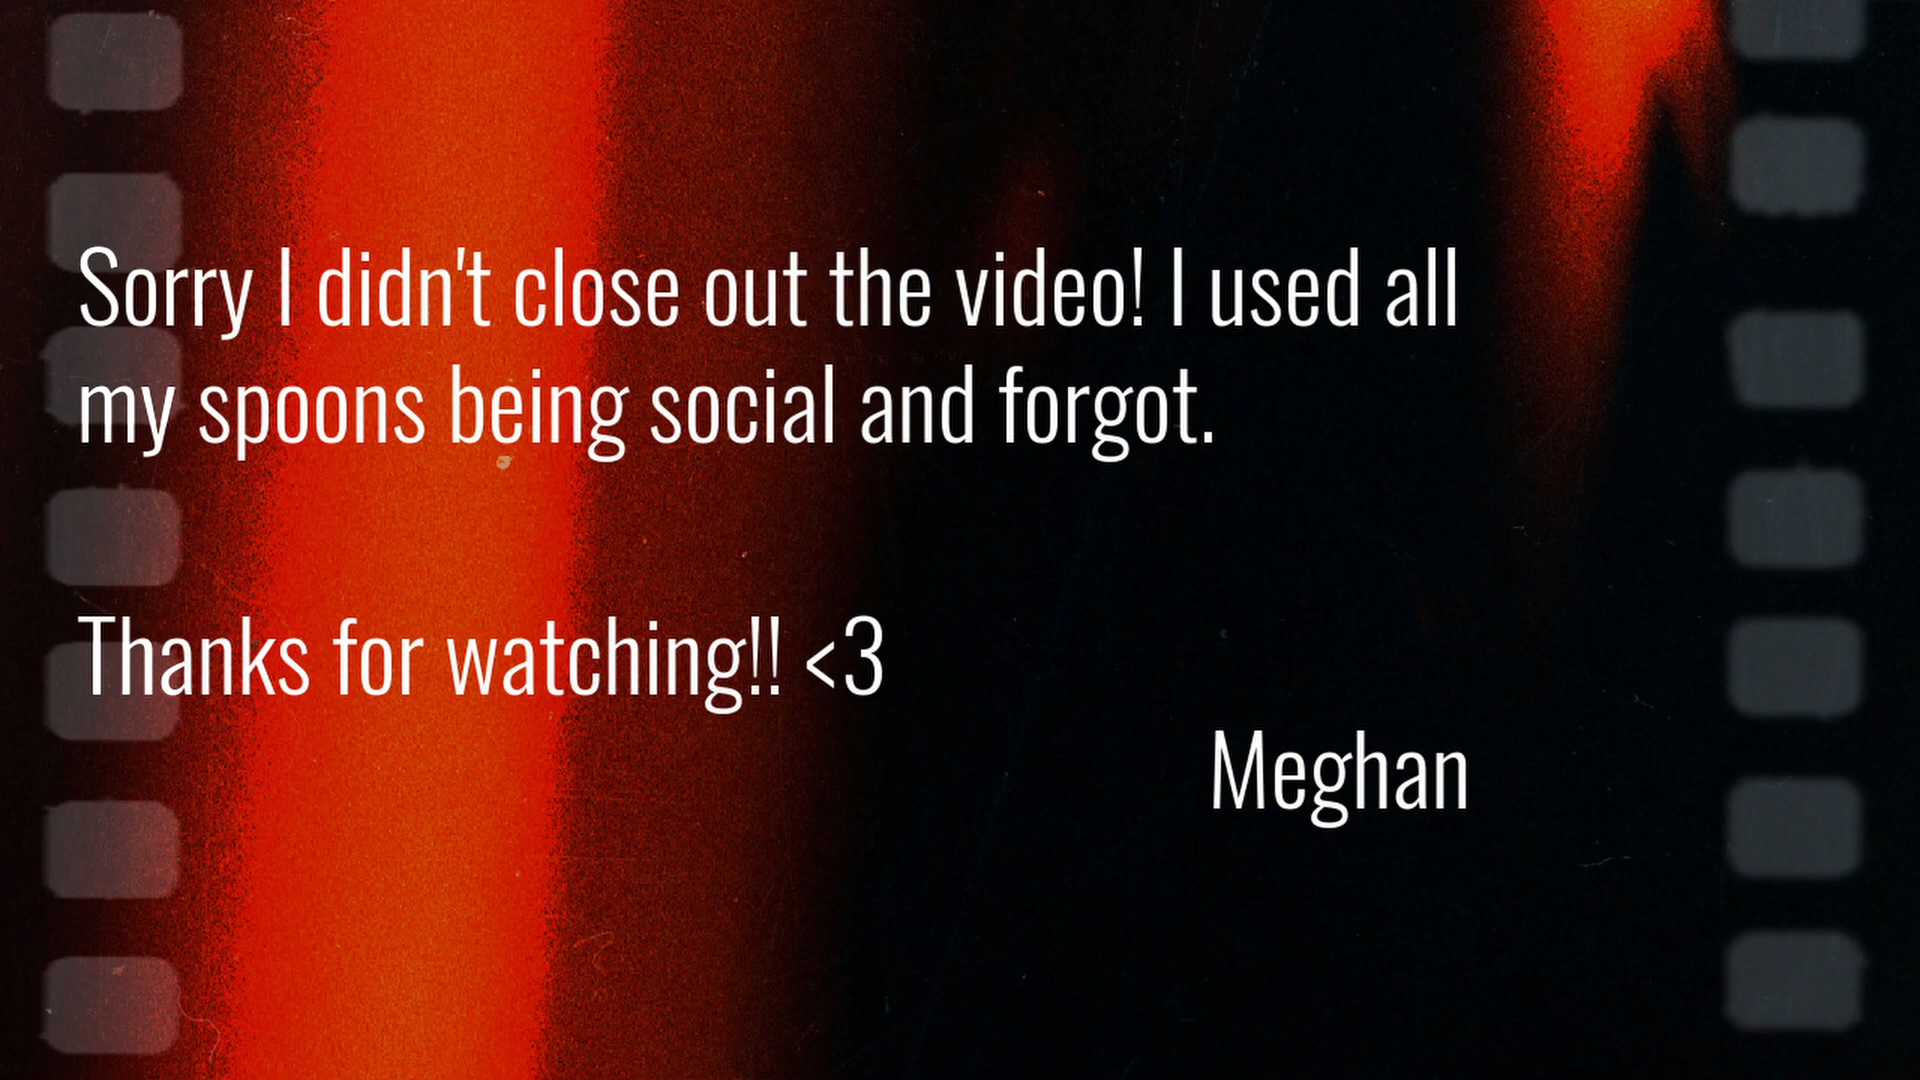 Sorry I didn't close out the video! I used all
my spoons being social and forgot.
Thanks for watching!! <3
Meghan